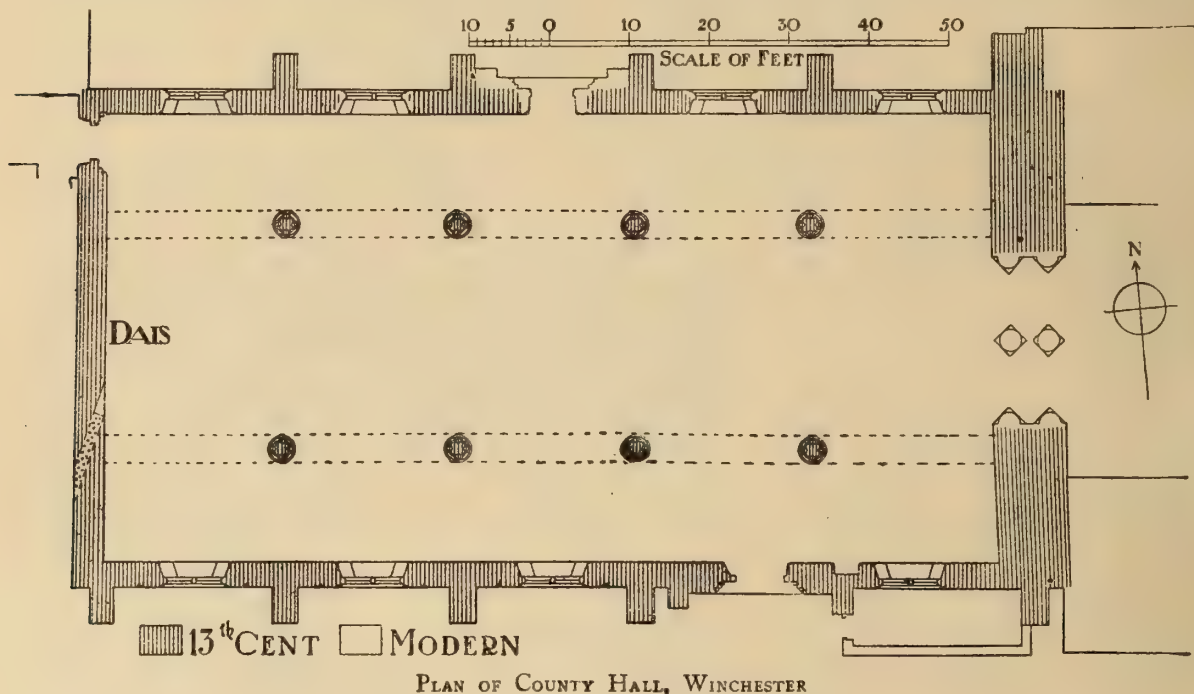 10 5 0 10 20 30 40 50
SCALE OF FEET
N
DAIS
13th CENT MODERN
PLAN OF COUNTY HALL, WINCHESTER